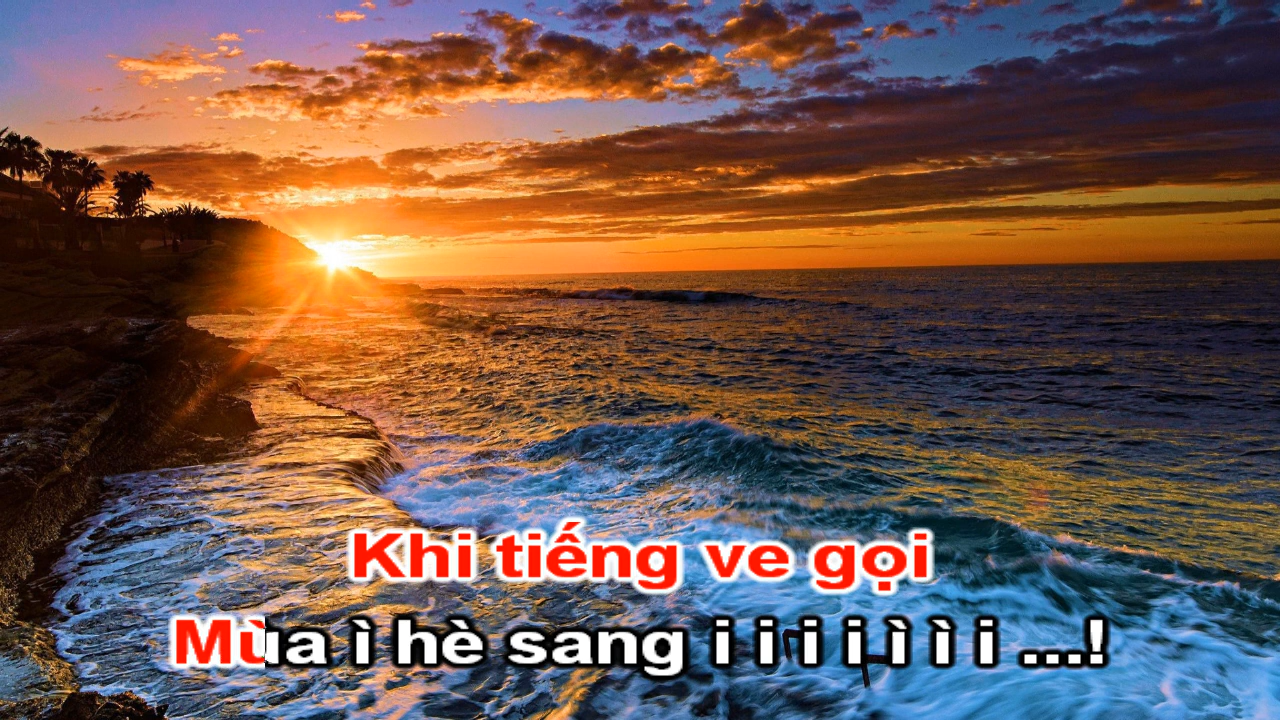 Khi tiếng ve gọi
Mùa ì hè sang i i i i ì ì i ...!